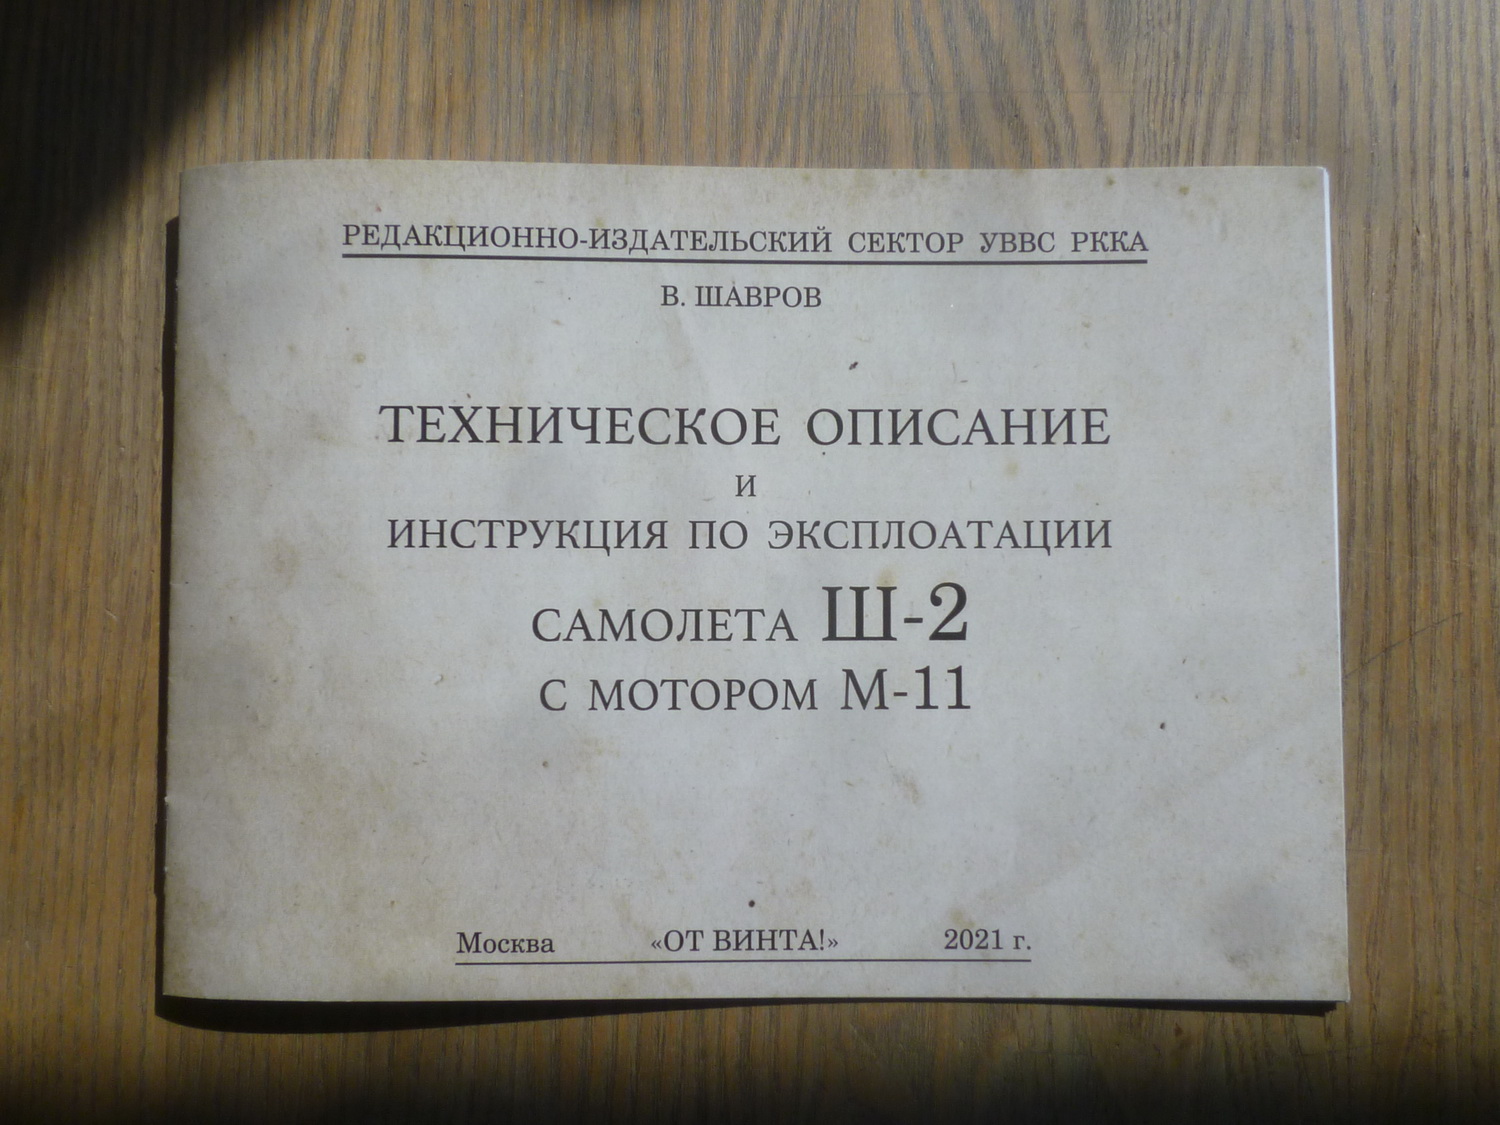 РЕДАКЦИОННО-ИЗДАТЕЛЬСКИЙ СЕКТОР УВВС РККА
В. ШАВРОВ
ТЕХНИЧЕСКОЕ ОПИСАНИЕ
И
ИНСТРУКЦИЯ ПО ЭКСПЛОАТАЦИИ
САМОЛЕТА Ш-2
С МОТОРОМ М-11
Москва «ОТ ВИНТА!» 2021 г.